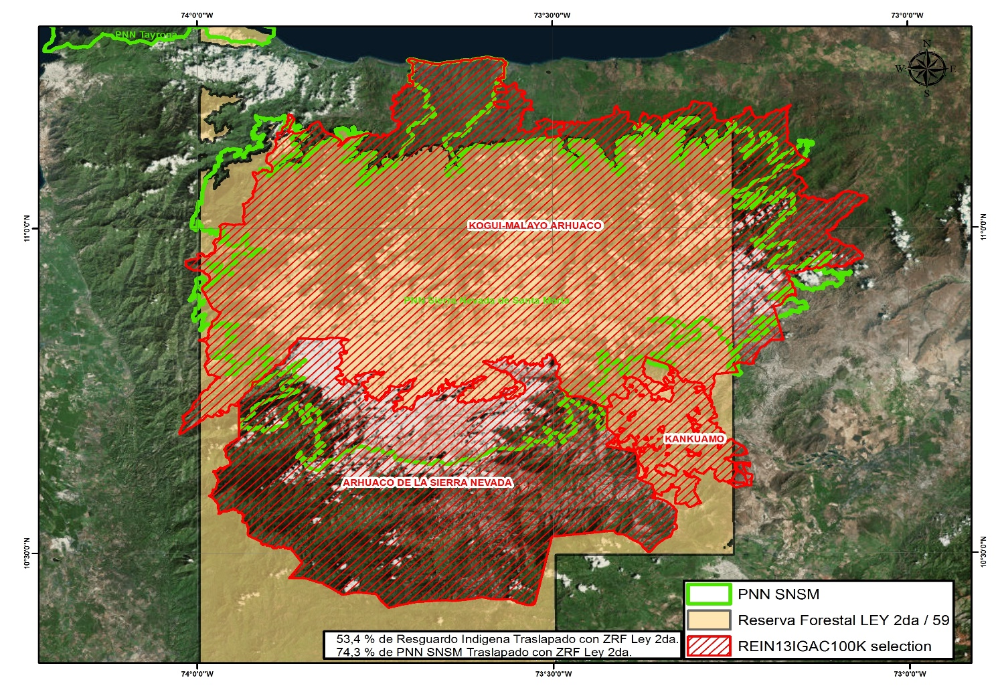 74°0'0"W
73°30'0"W
73°0'0"W
PNN Tayrona
N
W
E
S
11°0'0"N
11°0'0"N
KOGUI-MALAYO ARHUACO
PNN Sierra Nevada de Santa Marta
KANKUAMO
ARHUACO DE LA SIERRA NEVADA
10°30'0"N
10°30'0"N
PNN SNSM
Reserva Forestal LEY 2da / 59
REIN13IGAC100K selection
53,4 % de Resguardo Indigena Traslapado con ZRF Ley 2da.
74,3 % de PNN SNSM Traslapado con ZRF Ley 2da.
74°0'0"W
73°30'0"W
73°0'0"W